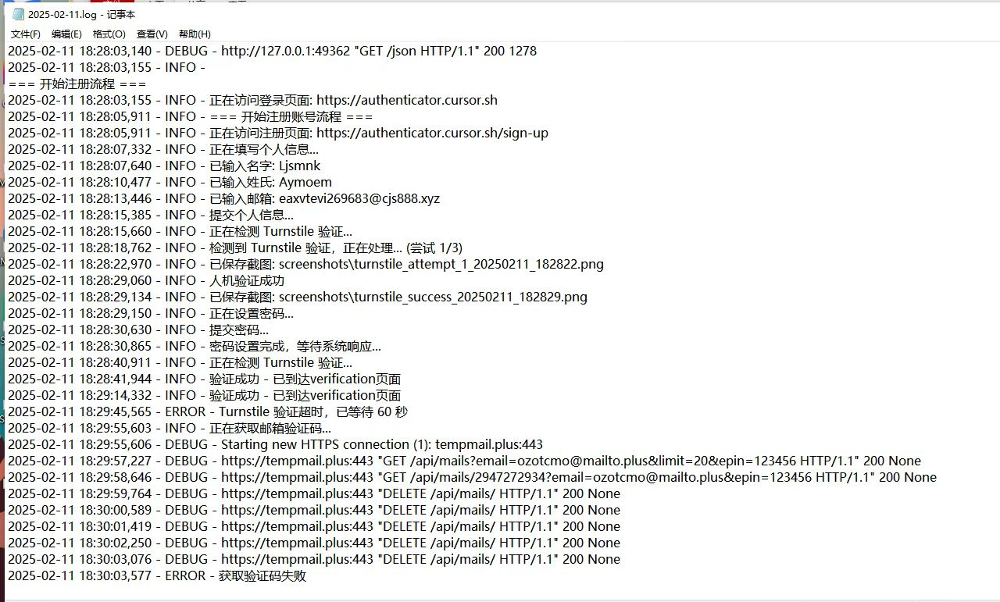 2025-02-11.log - 记事本
文件(F) 编辑(E) 格式(O) 查看(V) 帮助(H)
2025-02-11 18:28:03,140 - DEBUG - http://127.0.0.1:49362 "GET /json HTTP/1.1" 200 1278
2025-02-11 18:28:03,155 - INFO -
=== 开始注册流程 ===
2025-02-11 18:28:03,155 - INFO - 正在访问登录页面: https://authenticator.cursor.sh
2025-02-11 18:28:05,911 - INFO - === 开始注册账号流程 ===
2025-02-11 18:28:05,911 - INFO - 正在访问注册页面: https://authenticator.cursor.sh/sign-up
2025-02-11 18:28:07,332 - INFO - 正在填写个人信息...
2025-02-11 18:28:07,640 - INFO - 已输入名字: Ljsmnk
2025-02-11 18:28:10,477 - INFO - 已输入姓氏: Aymoem
2025-02-11 18:28:13,446 - INFO - 已输入邮箱: eaxvtevi269683@cjs888.xyz
2025-02-11 18:28:15,385 - INFO - 提交个人信息...
2025-02-11 18:28:15,660 - INFO - 正在检测 Turnstile 验证...
2025-02-11 18:28:18,762 - INFO - 检测到 Turnstile 验证，正在处理... (尝试 1/3)
2025-02-11 18:28:22,970 - INFO - 已保存截图: screenshots\turnstile_attempt_1_20250211_182822.png
2025-02-11 18:28:29,060 - INFO - 人机验证成功
2025-02-11 18:28:29,134 - INFO - 已保存截图: screenshots\turnstile_success_20250211_182829.png
2025-02-11 18:28:29,150 - INFO - 正在设置密码...
2025-02-11 18:28:30,630 - INFO - 提交密码...
2025-02-11 18:28:30,865 - INFO - 密码设置完成，等待系统响应...
2025-02-11 18:28:40,911 - INFO - 正在检测 Turnstile 验证...
2025-02-11 18:28:41,944 - INFO - 验证成功 - 已到达verification页面
2025-02-11 18:29:14,332 - INFO - 验证成功 - 已到达verification页面
2025-02-11 18:29:45,565 - ERROR - Turnstile 验证超时，已等待 60 秒
2025-02-11 18:29:55,603 - INFO - 正在获取邮箱验证码...
2025-02-11 18:29:55,606 - DEBUG - Starting new HTTPS connection (1): tempmail.plus:443
2025-02-11 18:29:57,227 - DEBUG - https://tempmail.plus:443 "GET /api/mails?email=ozotcmo@mailto.plus&limit=20&epin=123456 HTTP/1.1" 200 None
2025-02-11 18:29:58,646 - DEBUG - https://tempmail.plus:443 "GET /api/mails/2947272934?email=ozotcmo@mailto.plus&epin=123456 HTTP/1.1" 200 None
2025-02-11 18:29:59,764 - DEBUG - https://tempmail.plus:443 "DELETE /api/mails/ HTTP/1.1" 200 None
2025-02-11 18:30:00,589 - DEBUG - https://tempmail.plus:443 "DELETE /api/mails/ HTTP/1.1" 200 None
2025-02-11 18:30:01,419 - DEBUG - https://tempmail.plus:443 "DELETE /api/mails/ HTTP/1.1" 200 None
2025-02-11 18:30:02,250 - DEBUG - https://tempmail.plus:443 "DELETE /api/mails/ HTTP/1.1" 200 None
2025-02-11 18:30:03,076 - DEBUG - https://tempmail.plus:443 "DELETE /api/mails/ HTTP/1.1" 200 None
2025-02-11 18:30:03,577 - ERROR - 获取验证码失败